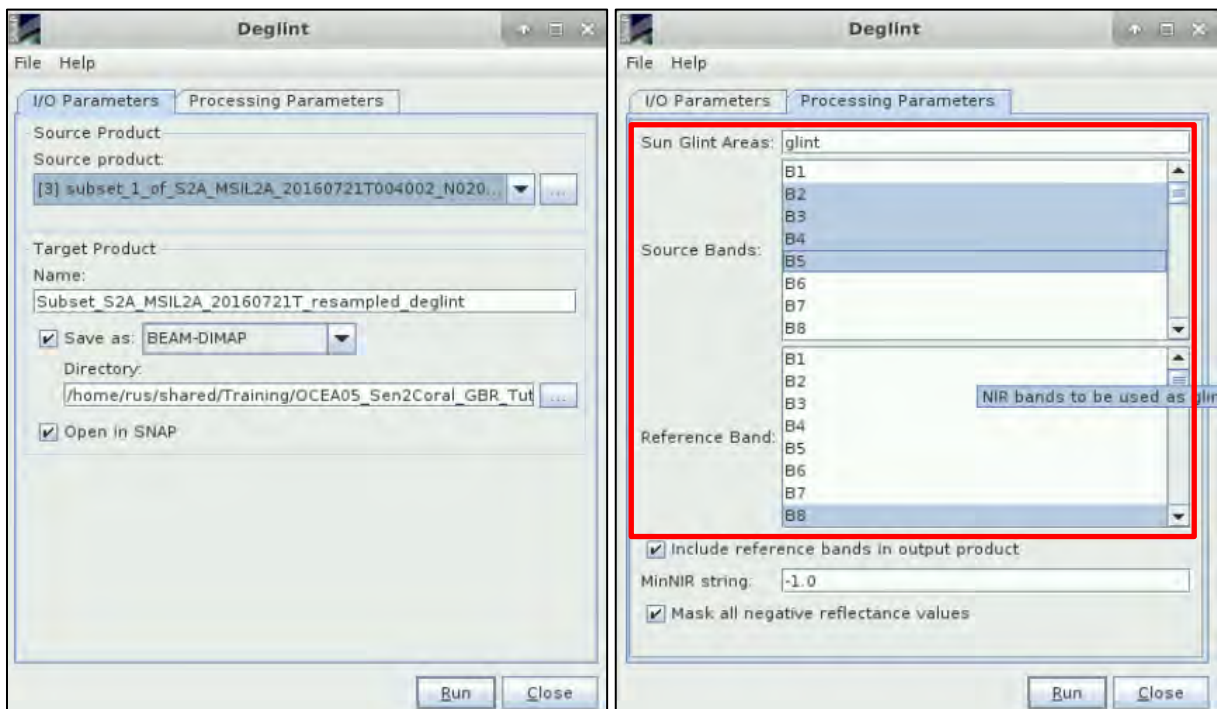 Deglint
File Help
I/O Parameters Processing Parameters
Source Product
Source product:
[3] subset_1_of_S2A_MSIL2A_20160721T004002_N020...
...
Target Product
Name:
Subset_S2A_MSIL2A_20160721T_resampled_deglint
Save as: BEAM-DIMAP
Directory:
/home/rus/shared/Training/OCEA05_Sen2Coral_GBR_Tut
...
Open in SNAP
Run Close
Deglint
File Help
I/O Parameters Processing Parameters
Sun Glint Areas: glint
Source Bands:
B1
B2
B3
B4
B5
B6
B7
B8
Reference Band:
B1
B2
B3
B4
B5
B6
B7
B8
NIR bands to be used as glin
Include reference bands in output product
MinNIR string: -1.0
Mask all negative reflectance values
Run Close